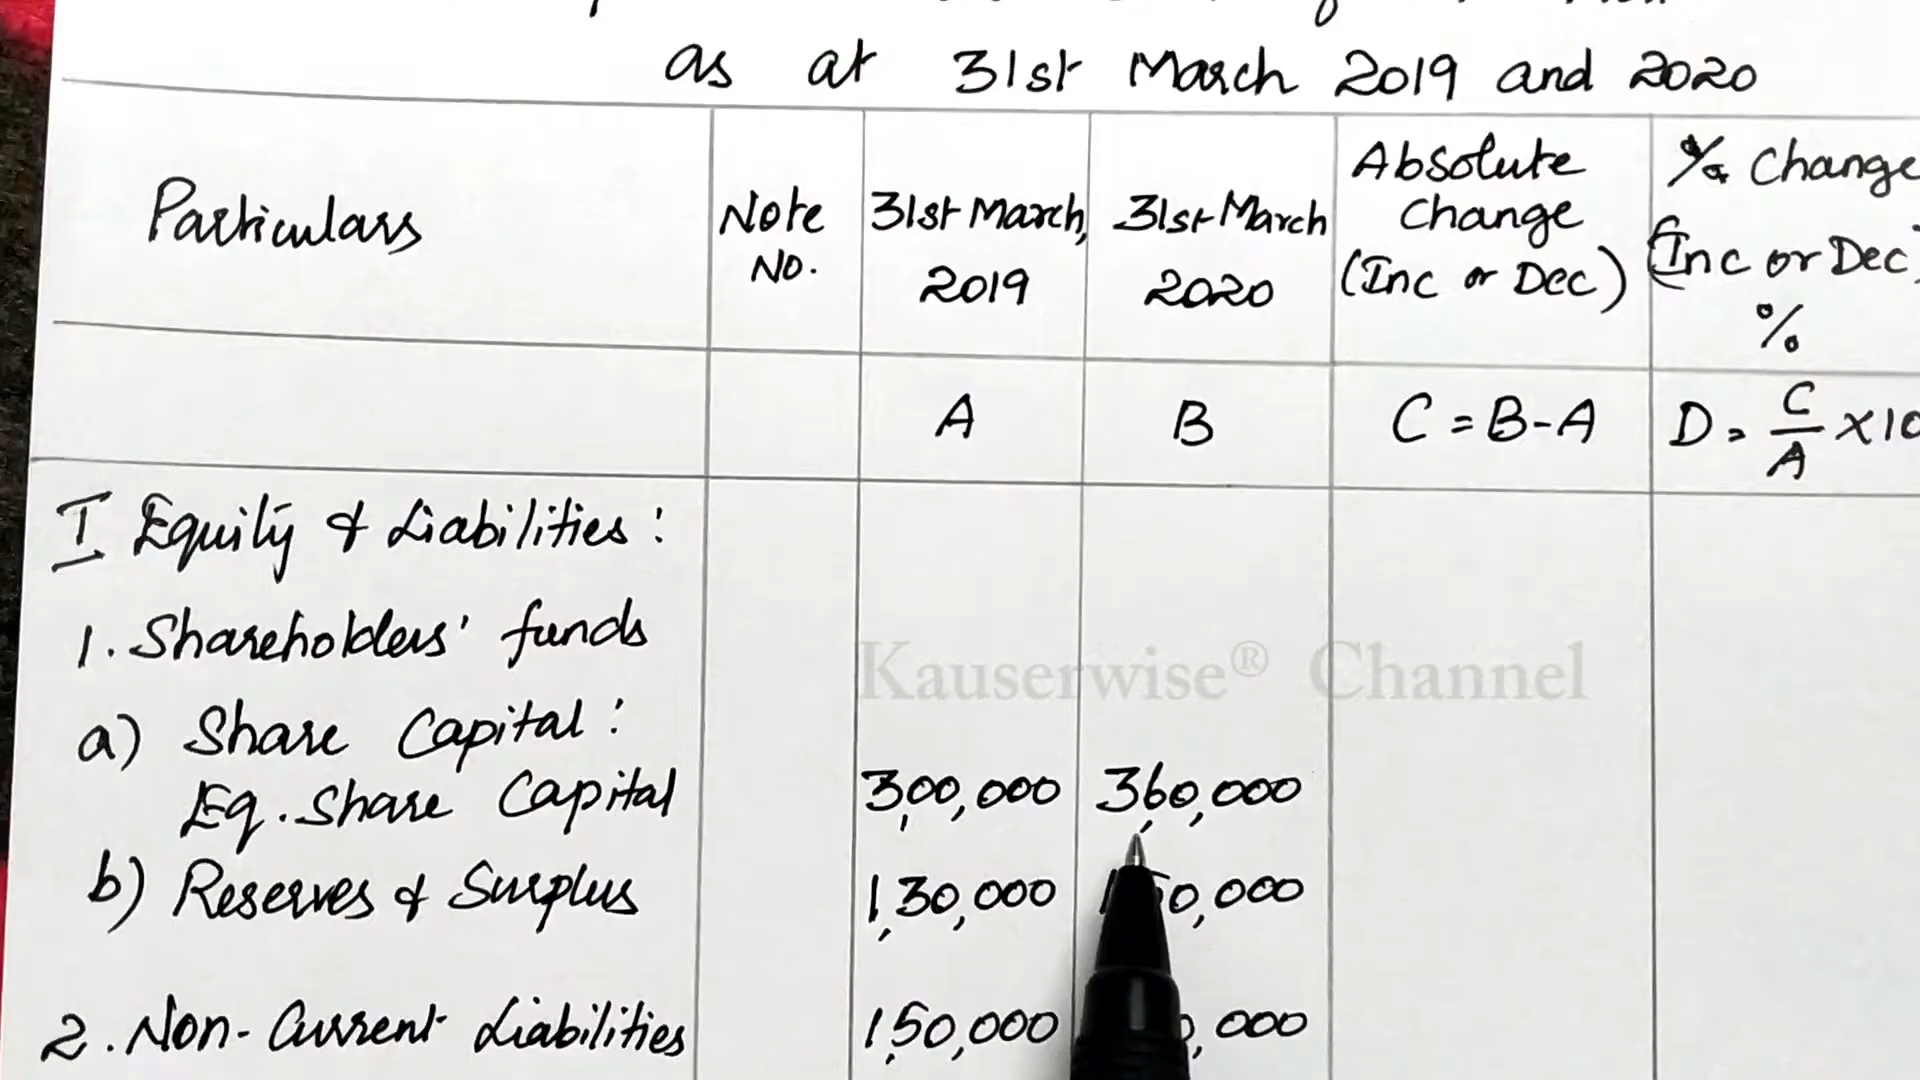 as at 31st March 2019 and 2020
Particulars
Note No.
31st March, 2019
31st March 2020
Absolute Change (Inc or Dec)
% Change (Inc or Dec) %
A
B
C = B-A
D = C/A ×10
I Equity & Liabilities:
1. Shareholders' funds
a) Share Capital:
Eq. Share Capital 3,00,000 3,60,000
b) Reserves & Surplus 1,30,000
2. Non-Current Liabilities 1,50,000
Kauserwise® Channel